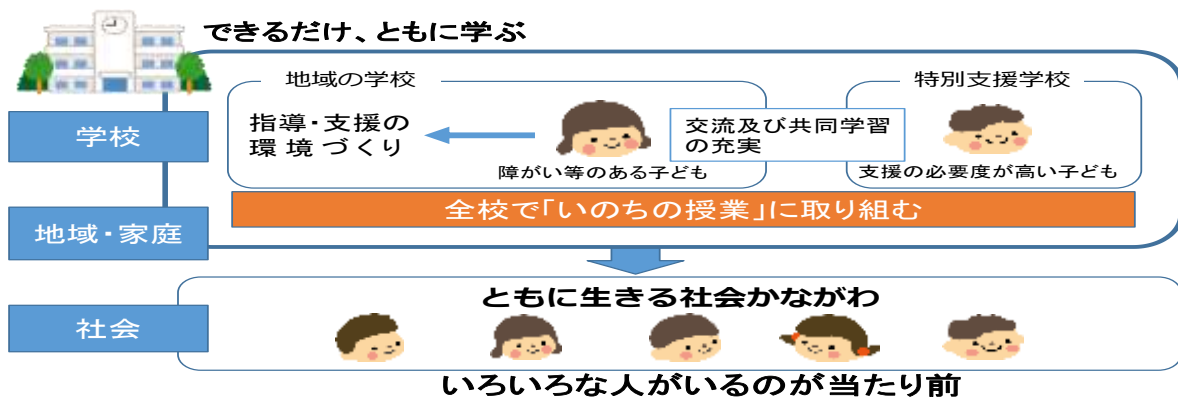 できるだけ、ともに学ぶ
地域の学校
特別支援学校
学校
指導・支援の
環境づくり
交流及び共同学習
の充実
障がい等のある子ども
支援の必要度が高い子ども
全校で「いのちの授業」に取り組む
地域・家庭
ともに生きる社会かながわ
社会
いろいろな人がいるのが当たり前